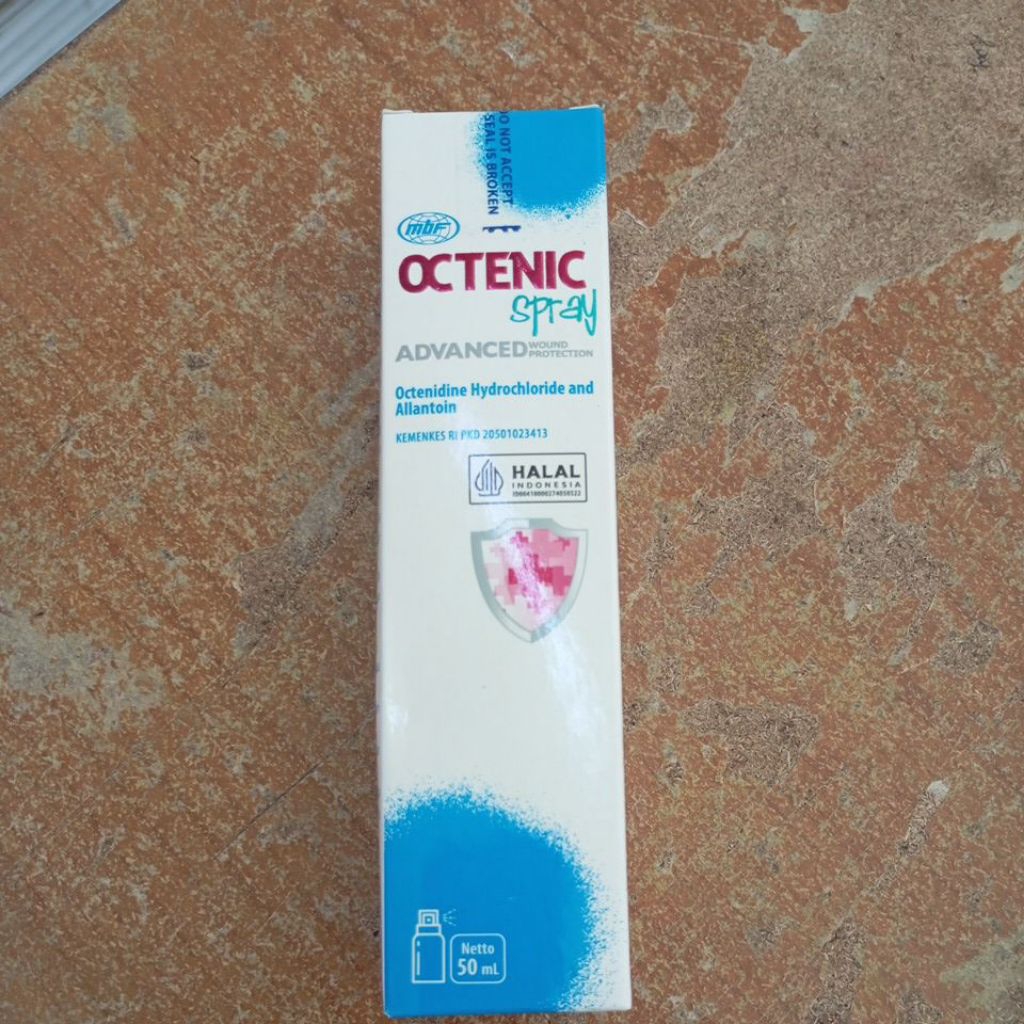 DO NOT ACCEPT
SEAL IS BROKEN
mbf
OCTENIC
spray
ADVANCED WOUND PROTECTION
Octenidine Hydrochloride and
Allantoin
KEMENKES RI PKD 20501023413
HALAL
INDONESIA
ID00410000274050522
Netto
50 mL